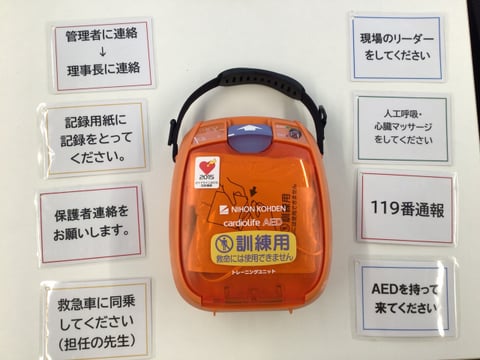 管理者に連絡
↓
理事長に連絡
記録用紙に
記録をとって
ください。
保護者連絡を
お願いします。
救急車に同乗
してください
(担任の先生)
2015
NIHON KOHDEN
cardiolife AED
訓練用
救命には使用できません
トレーニングユニット
訓練用
現場のリーダー
をしてください
人工呼吸・
心臓マッサージ
をしてください
119番通報
AEDを持って
来てください